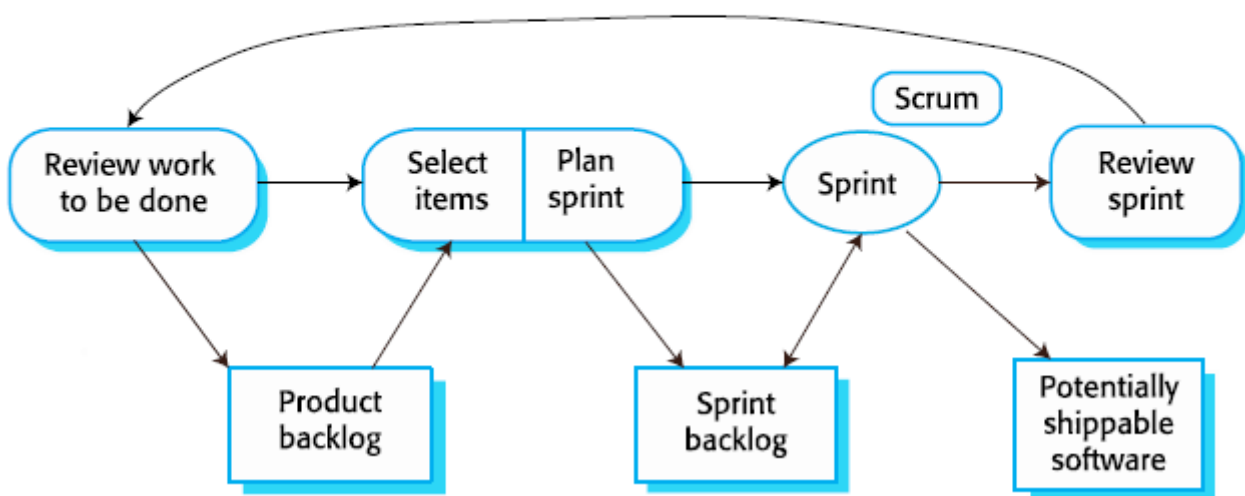 Scrum
Review work
to be done
Select
items
Plan
sprint
Sprint
Review
sprint
Product
backlog
Sprint
backlog
Potentially
shippable
software